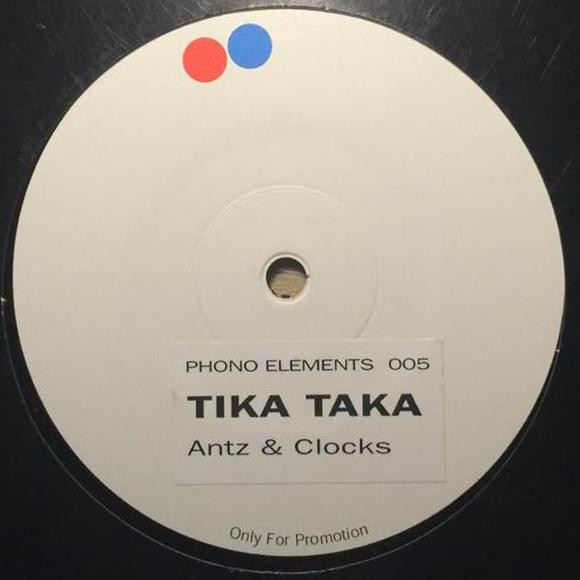 PHONO ELEMENTS 005
TIKA TAKA
Antz & Clocks
Only For Promotion